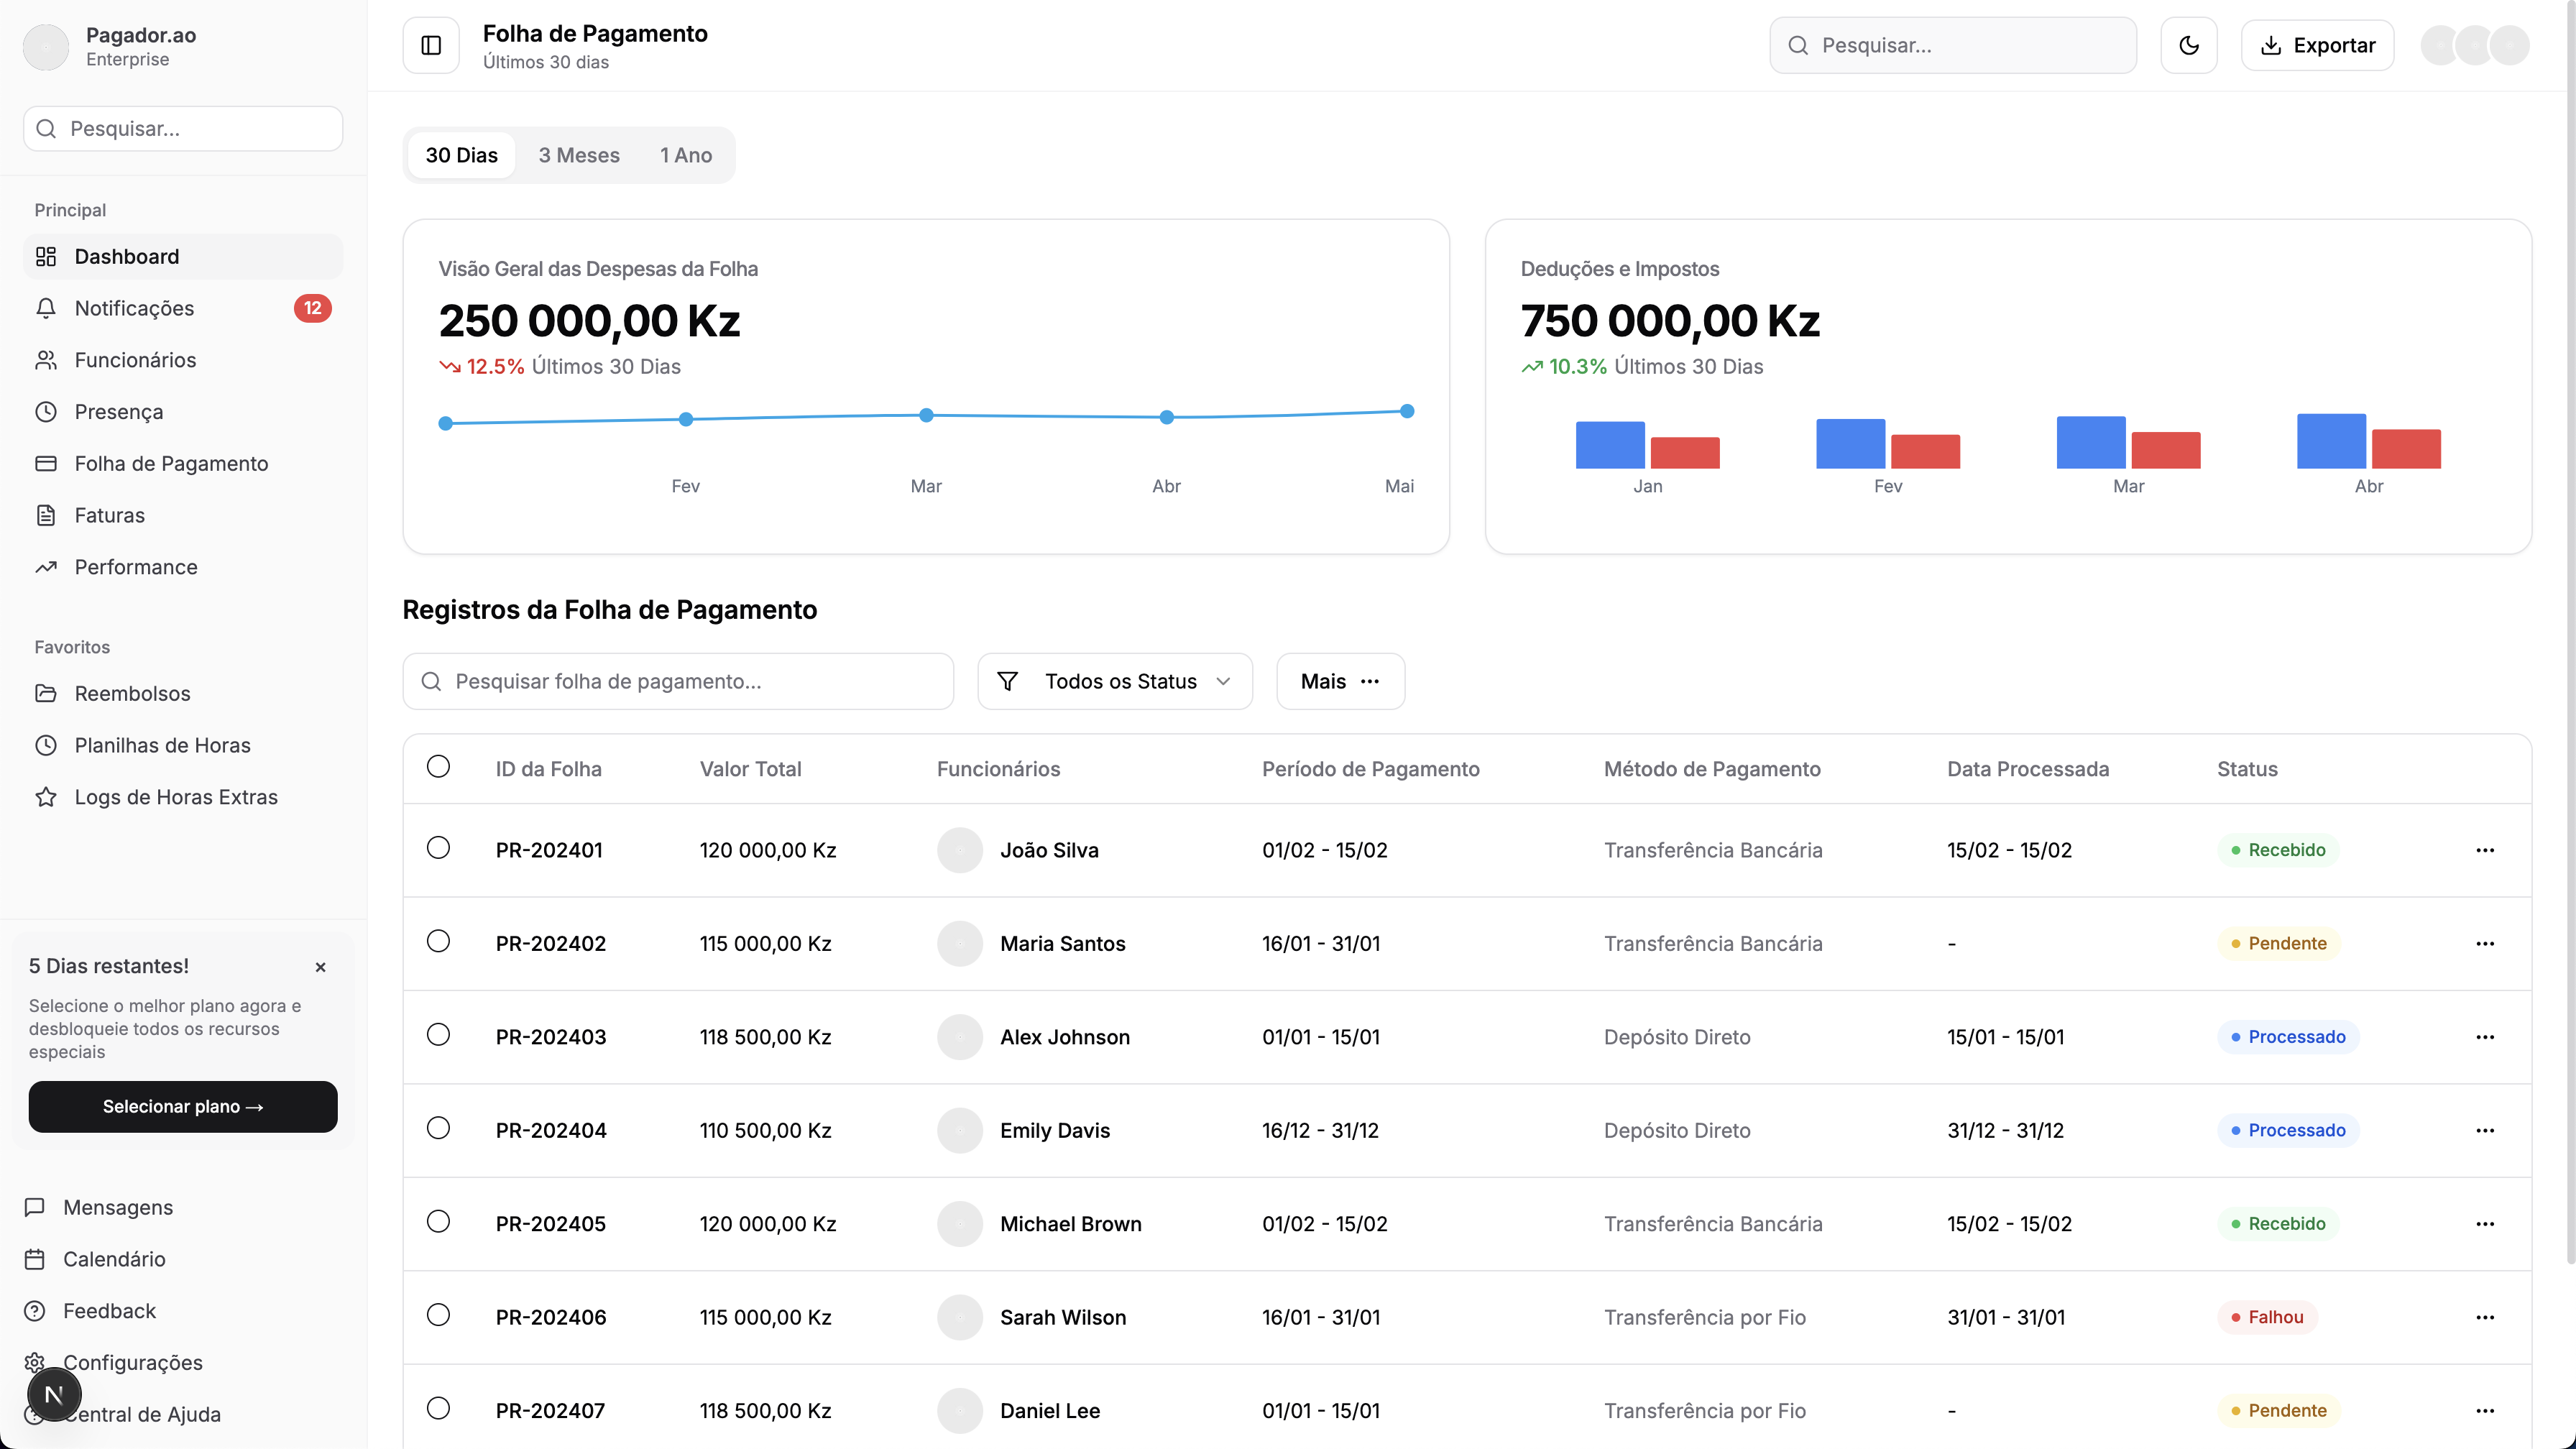 Pagador.ao
Enterprise
Pesquisar...
Principal
Dashboard
Notificações 12
Funcionários
Presença
Folha de Pagamento
Faturas
Performance
Favoritos
Reembolsos
Planilhas de Horas
Logs de Horas Extras
5 Dias restantes!
Selecione o melhor plano agora e
desbloqueie todos os recursos
especiais
Selecionar plano →
Mensagens
Calendário
Feedback
Configurações
N
Central de Ajuda
Folha de Pagamento
Últimos 30 dias
Pesquisar...
Exportar
30 Dias 3 Meses 1 Ano
Visão Geral das Despesas da Folha
250 000,00 Kz
12.5% Últimos 30 Dias
Fev Mar Abr Mai
Deduções e Impostos
750 000,00 Kz
10.3% Últimos 30 Dias
Jan Fev Mar Abr
Registros da Folha de Pagamento
Pesquisar folha de pagamento...
Todos os Status
Mais ...
ID da Folha Valor Total Funcionários Período de Pagamento Método de Pagamento Data Processada Status
PR-202401 120 000,00 Kz João Silva 01/02 - 15/02 Transferência Bancária 15/02 - 15/02 Recebido
PR-202402 115 000,00 Kz Maria Santos 16/01 - 31/01 Transferência Bancária - Pendente
PR-202403 118 500,00 Kz Alex Johnson 01/01 - 15/01 Depósito Direto 15/01 - 15/01 Processado
PR-202404 110 500,00 Kz Emily Davis 16/12 - 31/12 Depósito Direto 31/12 - 31/12 Processado
PR-202405 120 000,00 Kz Michael Brown 01/02 - 15/02 Transferência Bancária 15/02 - 15/02 Recebido
PR-202406 115 000,00 Kz Sarah Wilson 16/01 - 31/01 Transferência por Fio 31/01 - 31/01 Falhou
PR-202407 118 500,00 Kz Daniel Lee 01/01 - 15/01 Transferência por Fio - Pendente